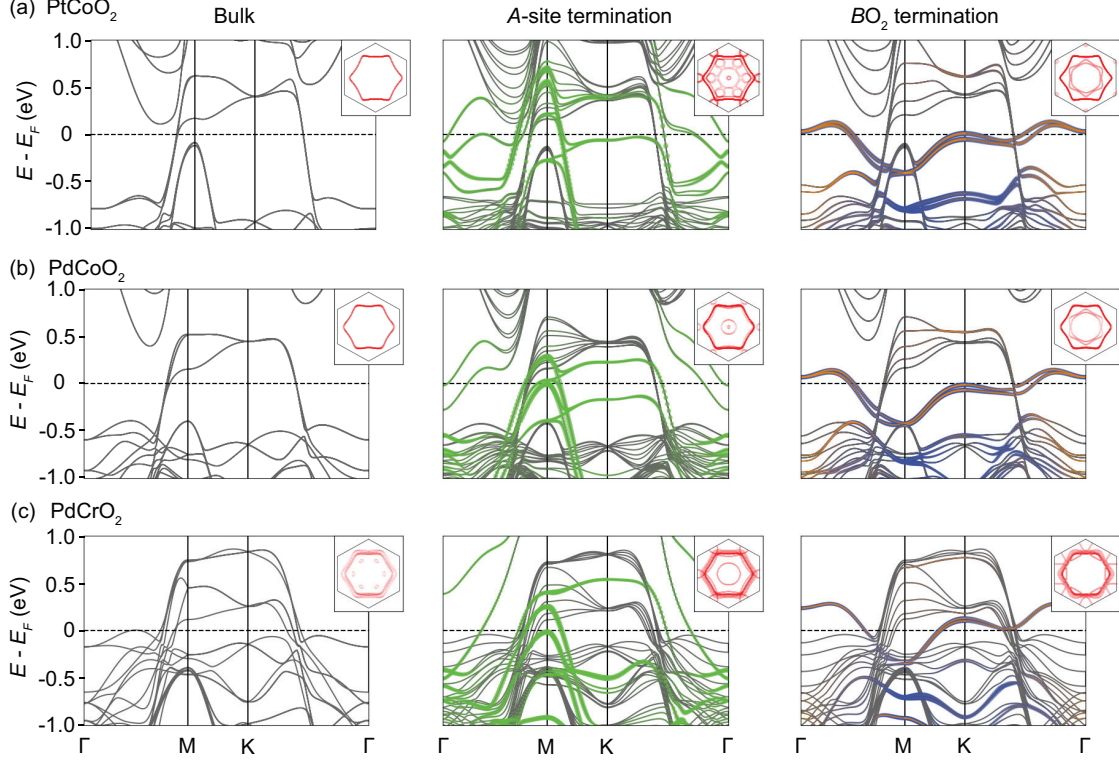 (a) PtCoO2
Bulk
A-site termination
BO2 termination
1.0
0.5
0
-0.5
-1.0
E - EF (eV)
(b) PdCoO2
1.0
0.5
0
-0.5
-1.0
E - EF (eV)
(c) PdCrO2
1.0
0.5
0
-0.5
-1.0
E - EF (eV)
Γ M K Γ
Γ M K Γ
Γ M K Γ